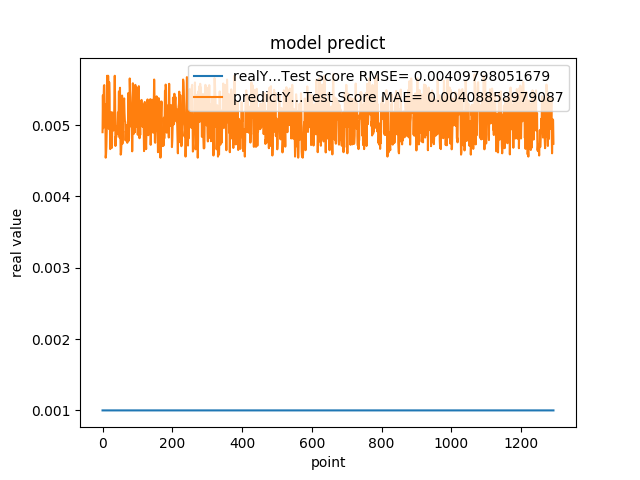 model predict
realY...Test Score RMSE= 0.00409798051679
predictY...Test Score MAE= 0.00408858979087
0.005
0.004
0.003
0.002
0.001
real value
0 200 400 600 800 1000 1200
point